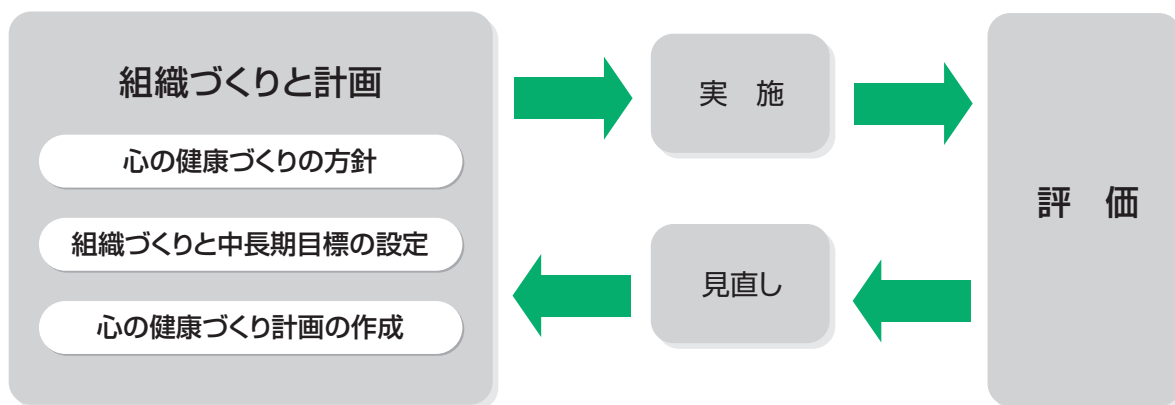 組織づくりと計画
心の健康づくりの方針
組織づくりと中長期目標の設定
心の健康づくり計画の作成
実　施
評　価
見直し